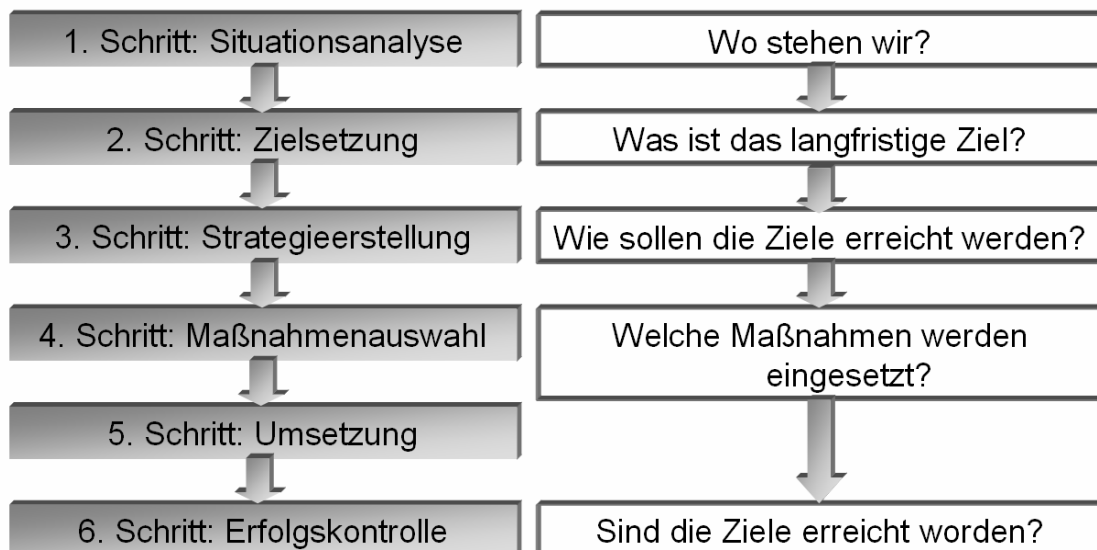 1. Schritt: Situationsanalyse
Wo stehen wir?
2. Schritt: Zielsetzung
Was ist das langfristige Ziel?
3. Schritt: Strategieerstellung
Wie sollen die Ziele erreicht werden?
4. Schritt: Maßnahmenauswahl
Welche Maßnahmen werden
eingesetzt?
5. Schritt: Umsetzung
6. Schritt: Erfolgskontrolle
Sind die Ziele erreicht worden?